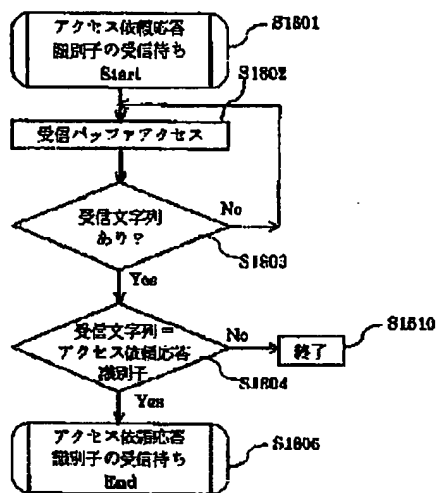 アクセス依頼応答
識別子の受信待ち
Start
S1801
S1802
受信バッファアクセス
受信文字列
あり?
No
S1803
Yes
受信文字列=
アクセス依頼応答
識別子
No
S1804
S1810
終了
Yes
アクセス依頼応答
識別子の受信待ち
End
S1805